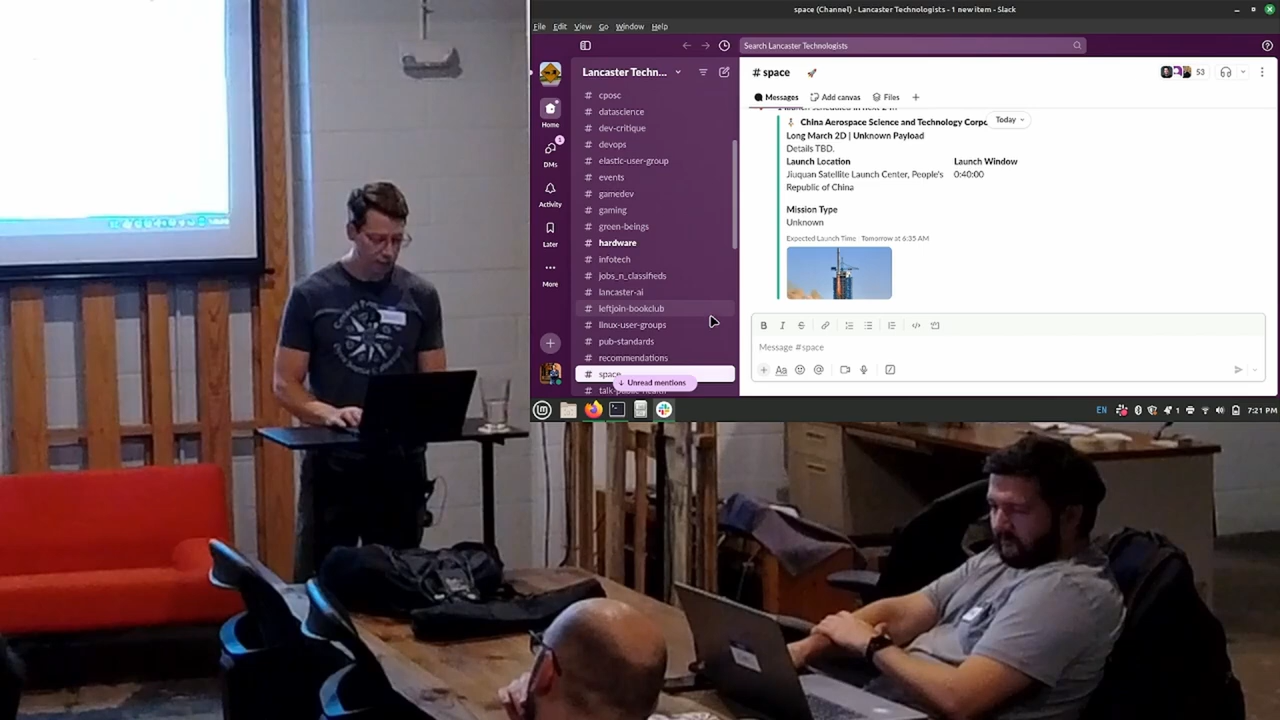 space (Channel) - Lancaster Technologists - 1 new item - Slack
File Edit View Go Window Help
Search Lancaster Technologists
Lancaster Techn...
Home
DMs
1
Activity
Later
More
# cposc
# datascience
# dev-critique
# devops
# elastic-user-group
# events
# gamedev
# gaming
# green-beings
# hardware
# infotech
# jobs_n_classifieds
# lancaster-ai
# leftjoin-bookclub
# linux-user-groups
# pub-standards
# recommendations
# space
↓ Unread mentions
# space
53
Messages Add canvas Files +
Today
China Aerospace Science and Technology Corpo
Long March 2D | Unknown Payload
Details TBD.
Launch Location Launch Window
Jiuquan Satellite Launch Center, People's 0:40:00
Republic of China
Mission Type
Unknown
Expected Launch Time Tomorrow at 6:35 AM
B I S
Message #space
+ Aa @
EN 1 7:21 PM